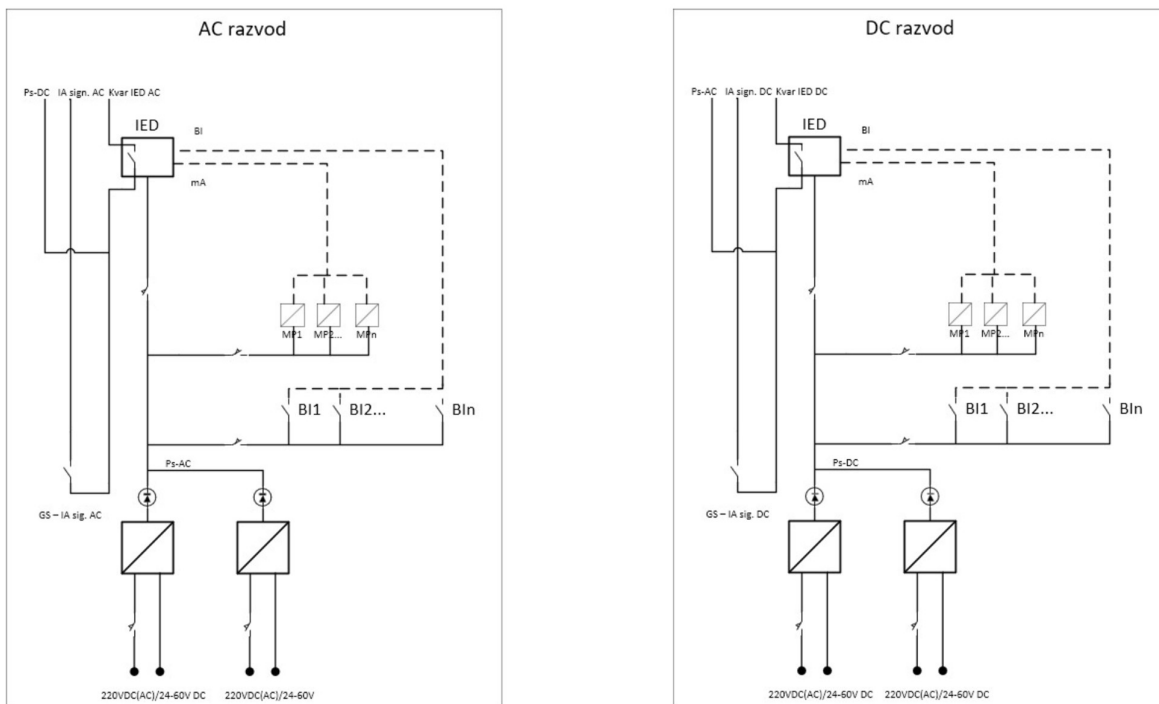 AC razvod
Ps-DC IA sign. AC Kvar IED AC
IED
BI
mA
MP1 MP2... MPn
BI1 BI2... BIn
Ps-AC
GS – IA sig. AC
220VDC(AC)/24-60V DC 220VDC(AC)/24-60V
DC razvod
Ps-AC IA sign. DC Kvar IED DC
IED
BI
mA
MP1 MP2... MPn
BI1 BI2... BIn
Ps-DC
GS – IA sig. DC
220VDC(AC)/24-60V DC 220VDC(AC)/24-60V DC